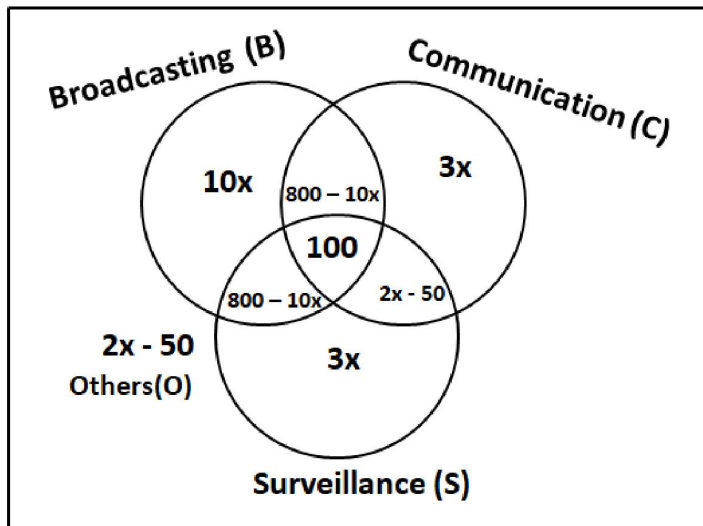 Broadcasting (B)
Communication (C)
10x
3x
800 – 10x
100
800 – 10x
2x - 50
2x - 50
Others(O)
3x
Surveillance (S)